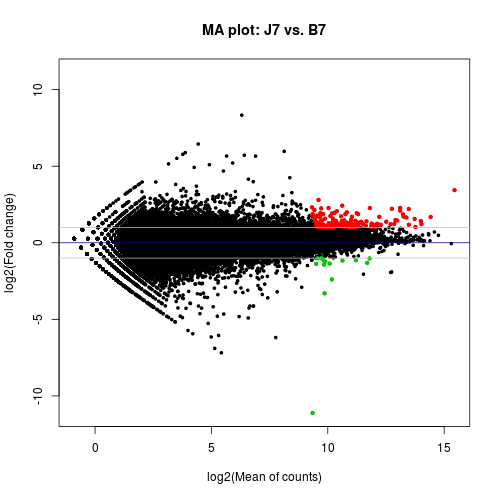 MA plot: J7 vs. B7
log2(Fold change)
10
5
0
-5
-10
0 5 10 15
log2(Mean of counts)